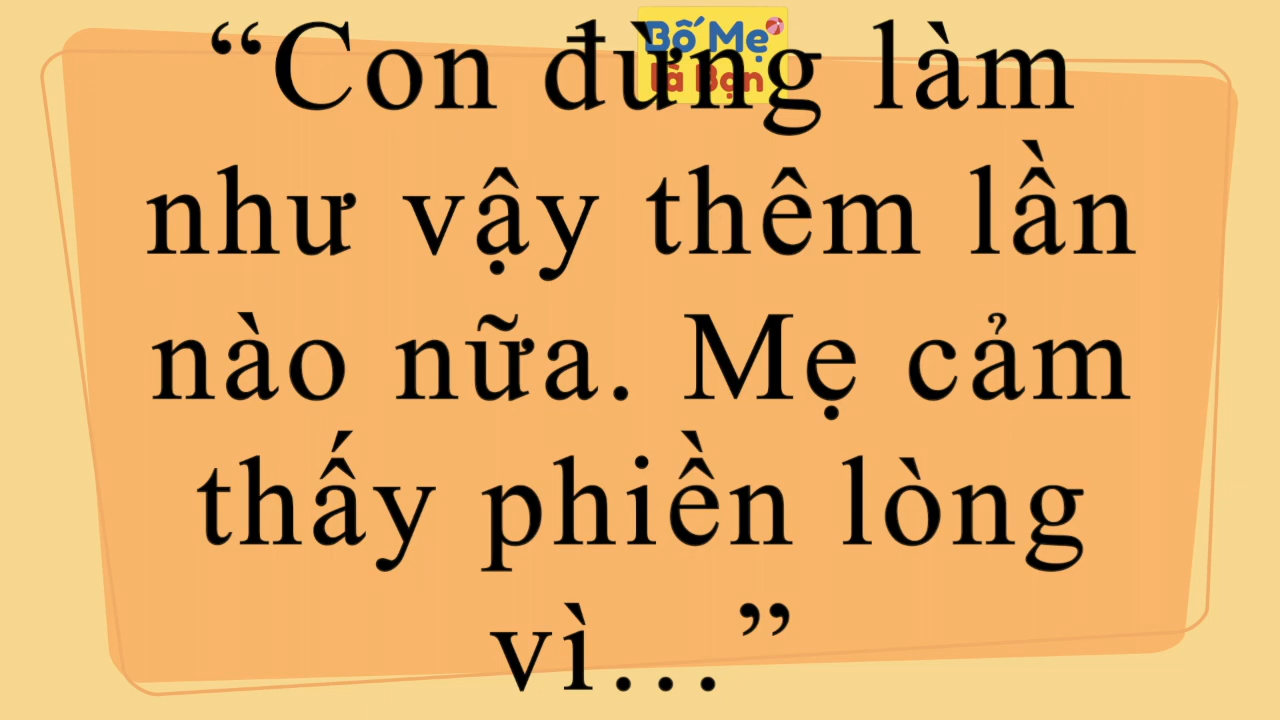 Bố Mẹ
là Bạn
“Con đừng làm
như vậy thêm lần
nào nữa. Mẹ cảm
thấy phiền lòng
vì...”